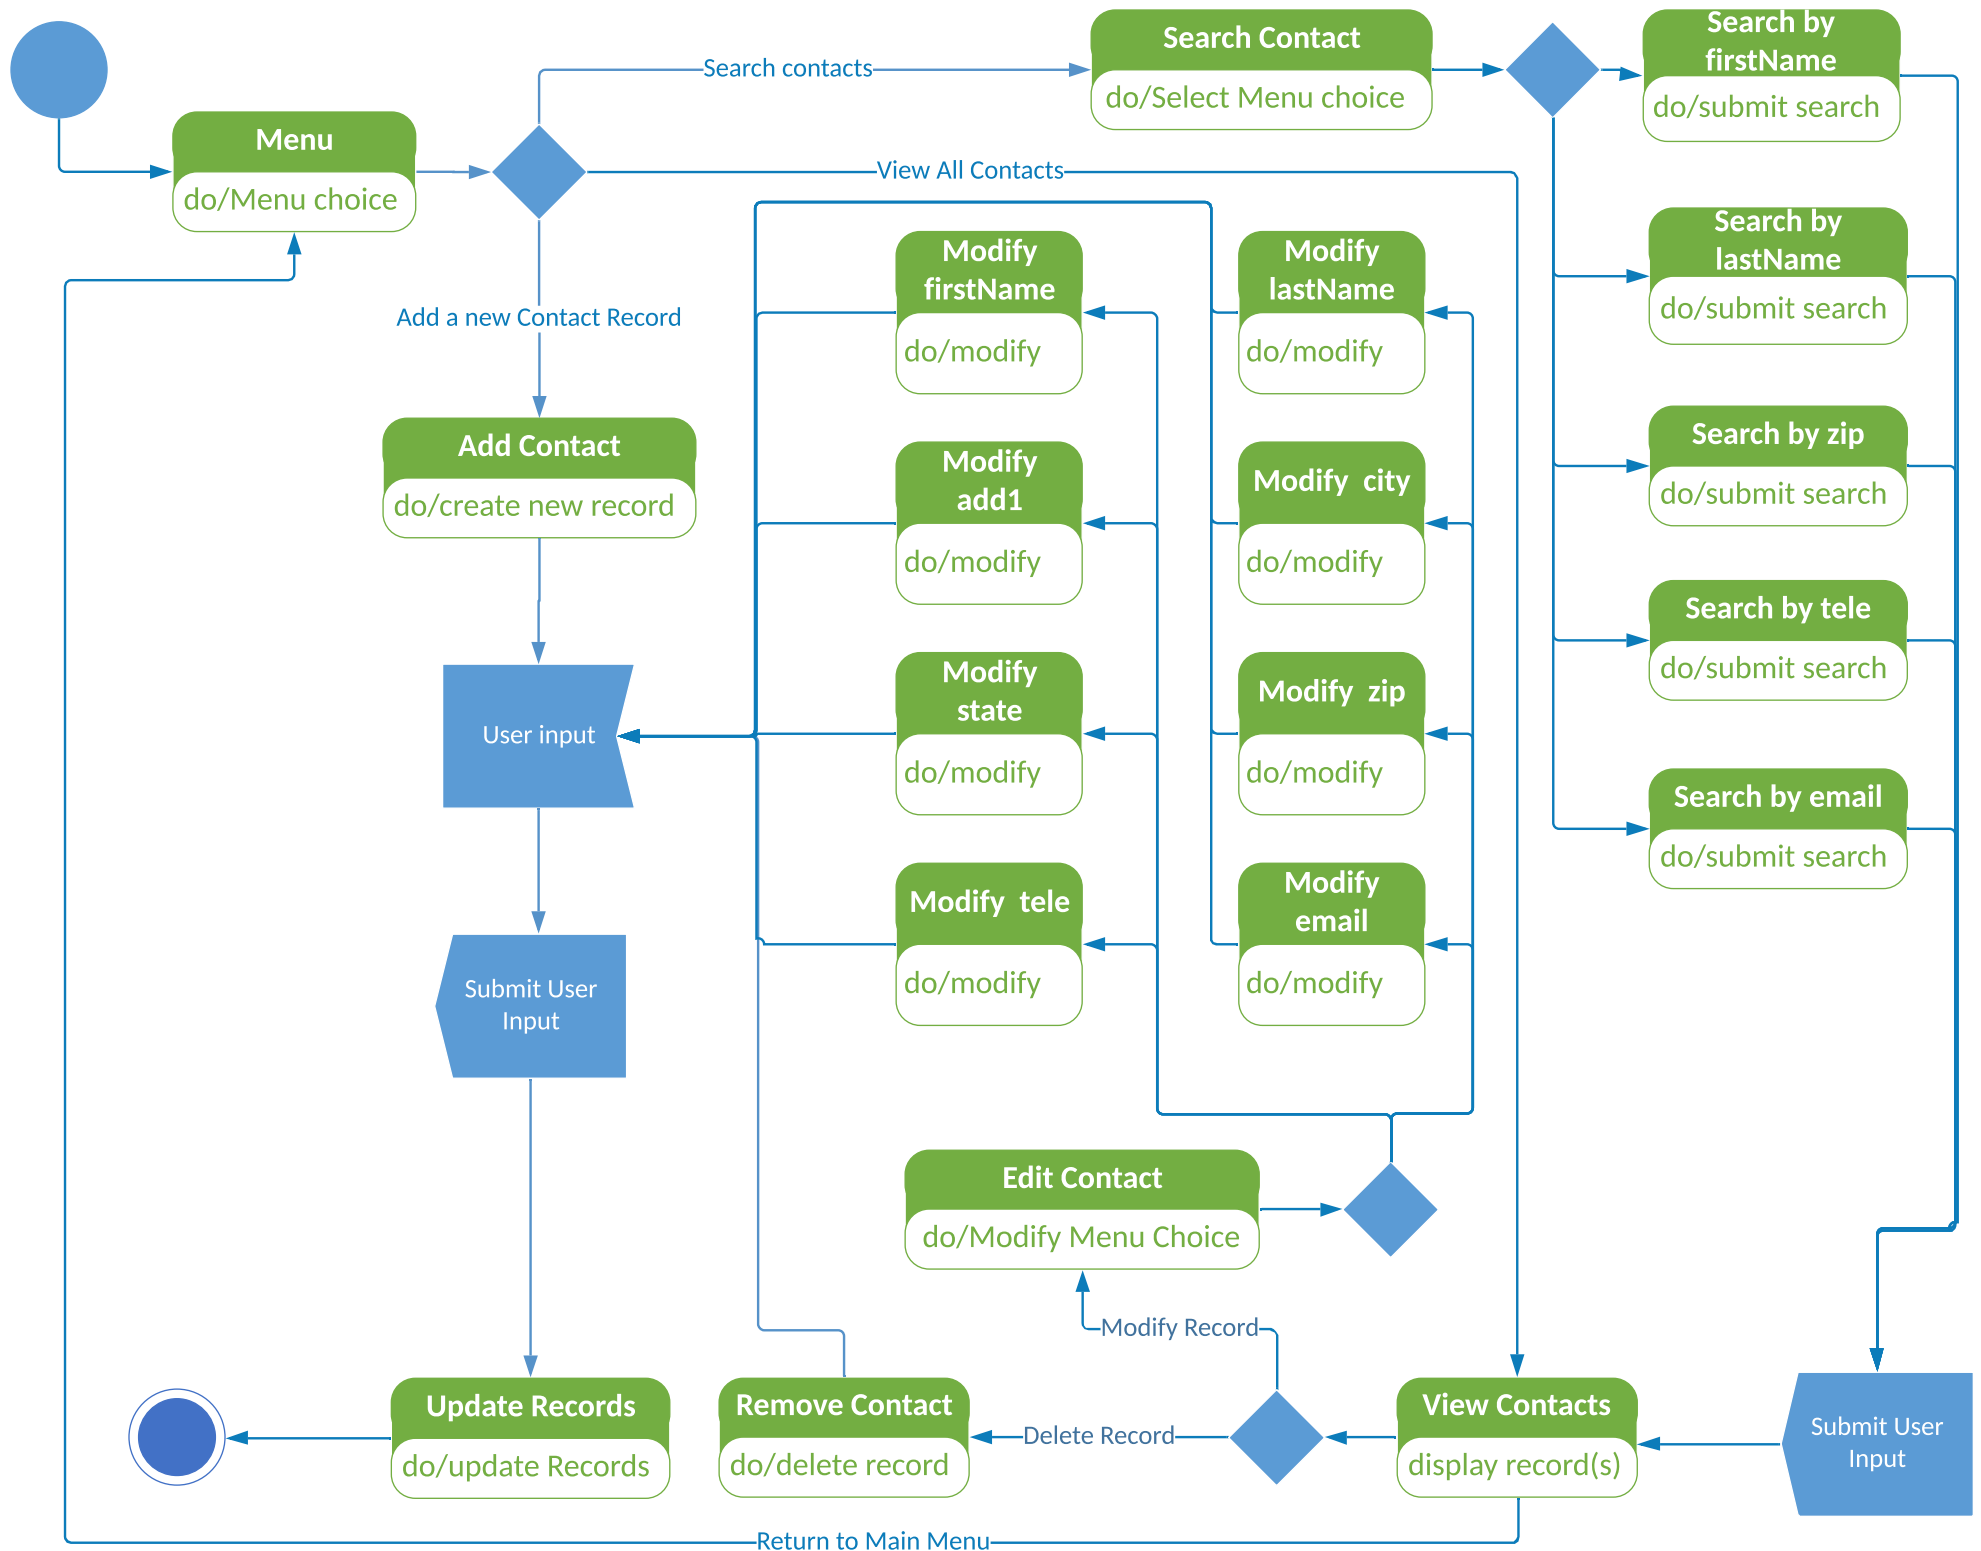 Search Contact
do/Select Menu choice
Search by
firstName
do/submit search
Search contacts
Menu
do/Menu choice
View All Contacts
Search by
lastName
do/submit search
Modify
firstName
do/modify
Modify
lastName
do/modify
Add a new Contact Record
Add Contact
do/create new record
Modify
add1
do/modify
Modify  city
do/modify
Search by zip
do/submit search
Search by tele
do/submit search
User input
Modify
state
do/modify
Modify  zip
do/modify
Search by email
do/submit search
Modify  tele
do/modify
Modify
email
do/modify
Submit User
Input
Edit Contact
do/Modify Menu Choice
Modify Record
Update Records
do/update Records
Remove Contact
do/delete record
Delete Record
View Contacts
display record(s)
Submit User
Input
Return to Main Menu